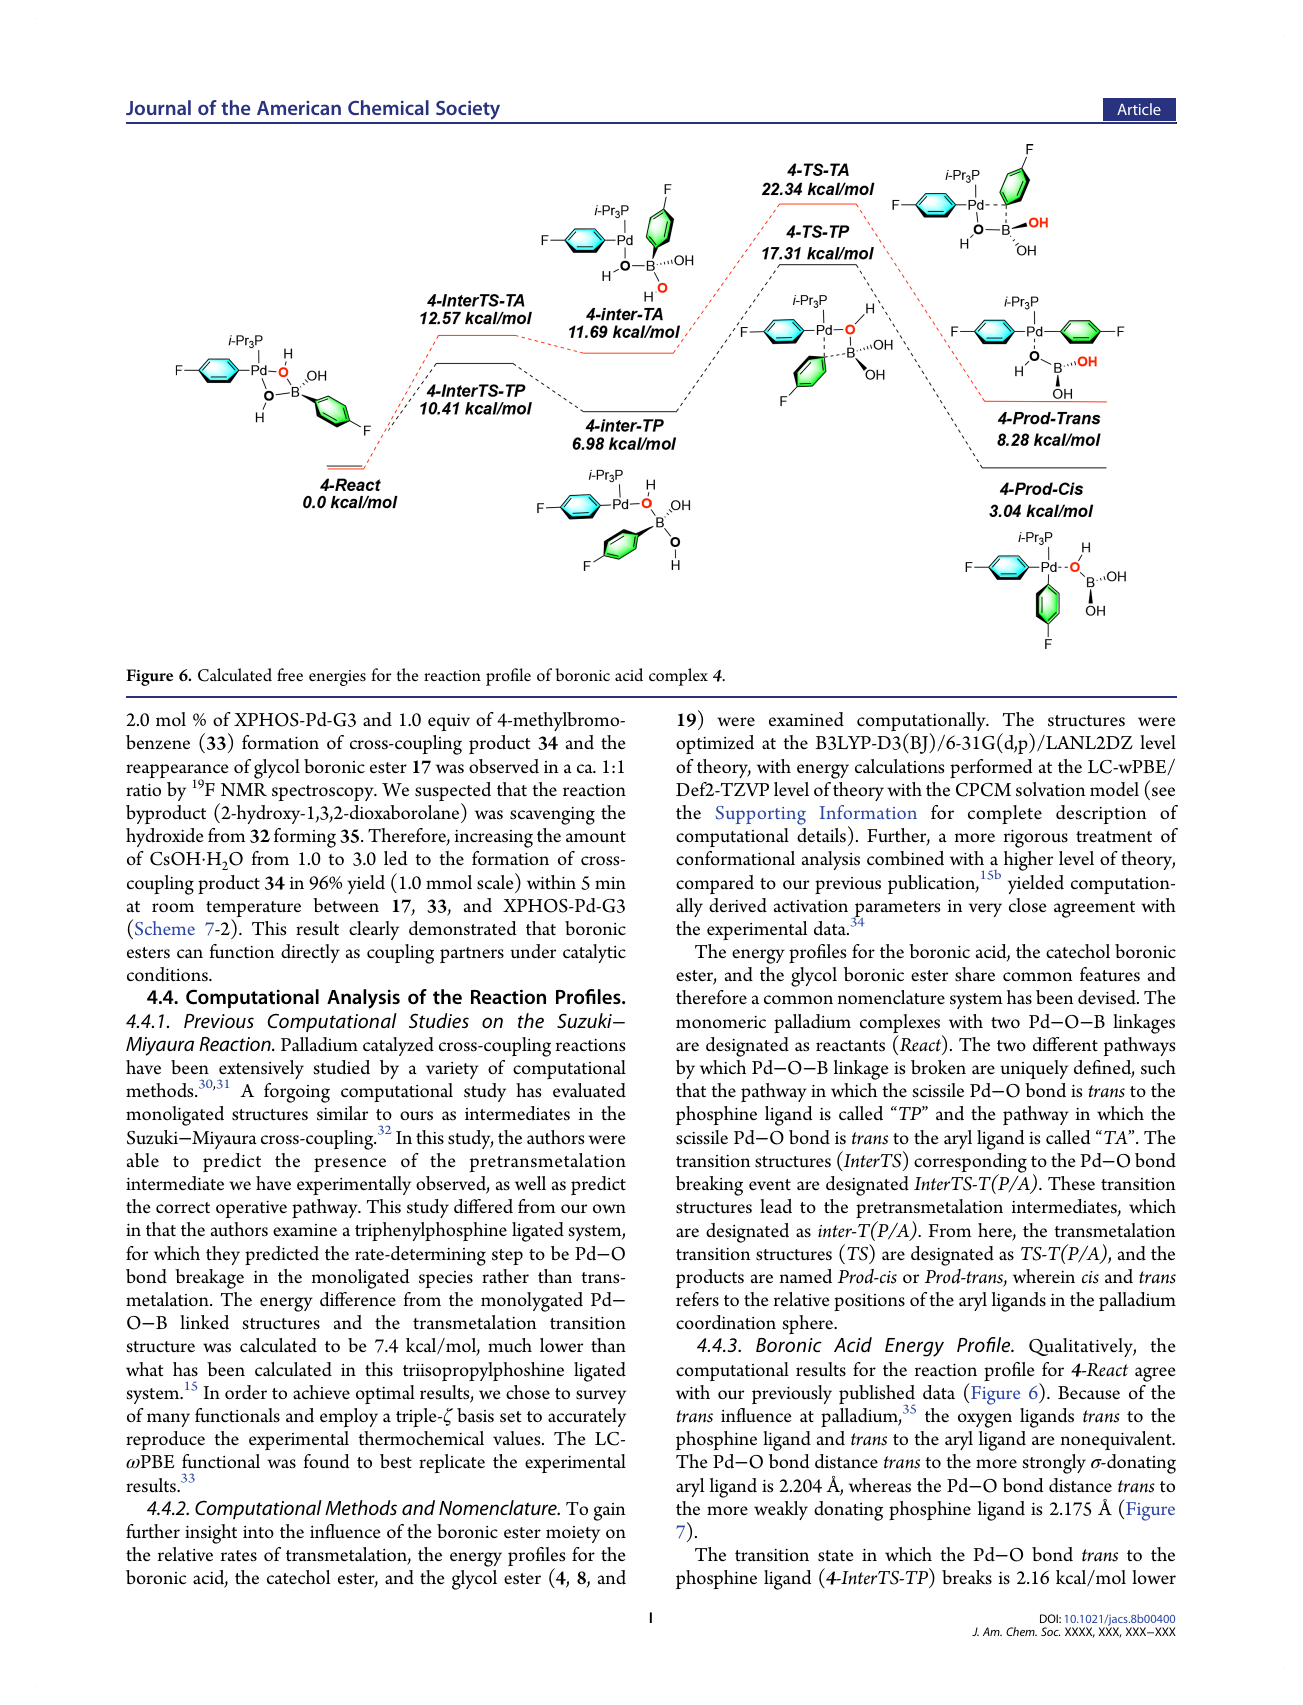 Journal of the American Chemical Society
Article
4-TS-TA
22.34 kcal/mol
4-TS-TP
17.31 kcal/mol
F
i-Pr3P
F
Pd
O
B
OH
H
OH
F
i-Pr3P
F
Pd
O
B
OH
H
O
H
4-InterTS-TA
12.57 kcal/mol
4-inter-TA
11.69 kcal/mol
i-Pr3P
H
F
Pd
O
B
OH
OH
F
i-Pr3P
F
Pd
F
O
H
B
OH
OH
i-Pr3P
H
F
Pd
O
OH
O
B
H
F
4-InterTS-TP
10.41 kcal/mol
4-inter-TP
6.98 kcal/mol
4-Prod-Trans
8.28 kcal/mol
4-React
0.0 kcal/mol
i-Pr3P
H
F
Pd
O
OH
B
O
F
H
4-Prod-Cis
3.04 kcal/mol
i-Pr3P
H
F
Pd
O
B
OH
OH
F
Figure 6. Calculated free energies for the reaction profile of boronic acid complex 4.
2.0 mol % of XPHOS-Pd-G3 and 1.0 equiv of 4-methylbromo-
benzene (33) formation of cross-coupling product 34 and the
reappearance of glycol boronic ester 17 was observed in a ca. 1:1
ratio by 19F NMR spectroscopy. We suspected that the reaction
byproduct (2-hydroxy-1,3,2-dioxaborolane) was scavenging the
hydroxide from 32 forming 35. Therefore, increasing the amount
of CsOH·H2O from 1.0 to 3.0 led to the formation of cross-
coupling product 34 in 96% yield (1.0 mmol scale) within 5 min
at room temperature between 17, 33, and XPHOS-Pd-G3
(Scheme 7-2). This result clearly demonstrated that boronic
esters can function directly as coupling partners under catalytic
conditions.
4.4. Computational Analysis of the Reaction Profiles.
4.4.1. Previous Computational Studies on the Suzuki−
Miyaura Reaction. Palladium catalyzed cross-coupling reactions
have been extensively studied by a variety of computational
methods.30,31 A forgoing computational study has evaluated
monoligated structures similar to ours as intermediates in the
Suzuki−Miyaura cross-coupling.32 In this study, the authors were
able to predict the presence of the pretransmetalation
intermediate we have experimentally observed, as well as predict
the correct operative pathway. This study differed from our own
in that the authors examine a triphenylphosphine ligated system,
for which they predicted the rate-determining step to be Pd−O
bond breakage in the monoligated species rather than trans-
metalation. The energy difference from the monolygated Pd−
O−B linked structures and the transmetalation transition
structure was calculated to be 7.4 kcal/mol, much lower than
what has been calculated in this triisopropylphoshine ligated
system.15 In order to achieve optimal results, we chose to survey
of many functionals and employ a triple-ζ basis set to accurately
reproduce the experimental thermochemical values. The LC-
ωPBE functional was found to best replicate the experimental
results.33
4.4.2. Computational Methods and Nomenclature. To gain
further insight into the influence of the boronic ester moiety on
the relative rates of transmetalation, the energy profiles for the
boronic acid, the catechol ester, and the glycol ester (4, 8, and
19) were examined computationally. The structures were
optimized at the B3LYP-D3(BJ)/6-31G(d,p)/LANL2DZ level
of theory, with energy calculations performed at the LC-wPBE/
Def2-TZVP level of theory with the CPCM solvation model (see
the Supporting Information for complete description of
computational details). Further, a more rigorous treatment of
conformational analysis combined with a higher level of theory,
compared to our previous publication,15b yielded computation-
ally derived activation parameters in very close agreement with
the experimental data.34
The energy profiles for the boronic acid, the catechol boronic
ester, and the glycol boronic ester share common features and
therefore a common nomenclature system has been devised. The
monomeric palladium complexes with two Pd−O−B linkages
are designated as reactants (React). The two different pathways
by which Pd−O−B linkage is broken are uniquely defined, such
that the pathway in which the scissile Pd−O bond is trans to the
phosphine ligand is called “TP” and the pathway in which the
scissile Pd−O bond is trans to the aryl ligand is called “TA”. The
transition structures (InterTS) corresponding to the Pd−O bond
breaking event are designated InterTS-T(P/A). These transition
structures lead to the pretransmetalation intermediates, which
are designated as inter-T(P/A). From here, the transmetalation
transition structures (TS) are designated as TS-T(P/A), and the
products are named Prod-cis or Prod-trans, wherein cis and trans
refers to the relative positions of the aryl ligands in the palladium
coordination sphere.
4.4.3. Boronic Acid Energy Profile. Qualitatively, the
computational results for the reaction profile for 4-React agree
with our previously published data (Figure 6). Because of the
trans influence at palladium,35 the oxygen ligands trans to the
phosphine ligand and trans to the aryl ligand are nonequivalent.
The Pd−O bond distance trans to the more strongly σ-donating
aryl ligand is 2.204 Å, whereas the Pd−O bond distance trans to
the more weakly donating phosphine ligand is 2.175 Å (Figure
7).
The transition state in which the Pd−O bond trans to the
phosphine ligand (4-InterTS-TP) breaks is 2.16 kcal/mol lower
I
DOI: 10.1021/jacs.8b00400
J. Am. Chem. Soc. XXXX, XXX, XXX−XXX